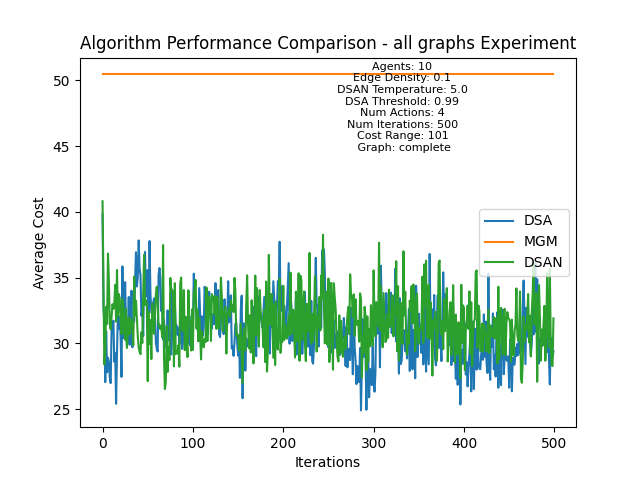 Algorithm Performance Comparison - all graphs Experiment
Agents: 10
Edge Density: 0.1
DSAN Temperature: 5.0
DSA Threshold: 0.99
Num Actions: 4
Num Iterations: 500
Cost Range: 101
Graph: complete
DSA
MGM
DSAN
Average Cost
50
45
40
35
30
25
0
100
200
300
400
500
Iterations